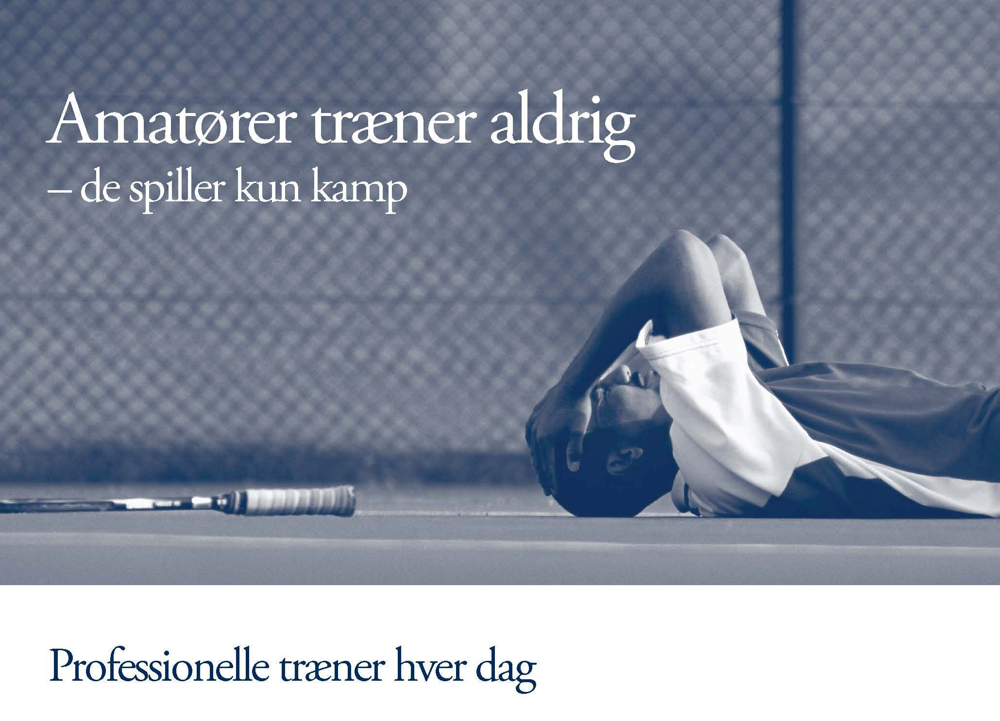 Amatører træner aldrig
– de spiller kun kamp
Professionelle træner hver dag